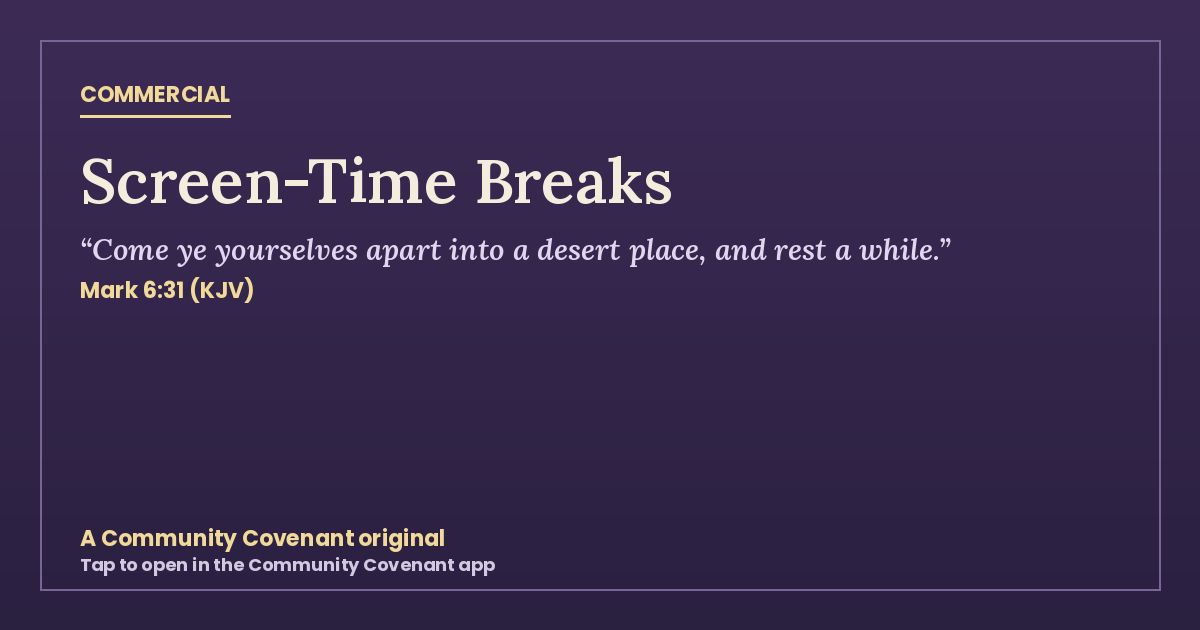 COMMERCIAL
Screen-Time Breaks
“Come ye yourselves apart into a desert place, and rest a while.”
Mark 6:31 (KJV)
A Community Covenant original
Tap to open in the Community Covenant app